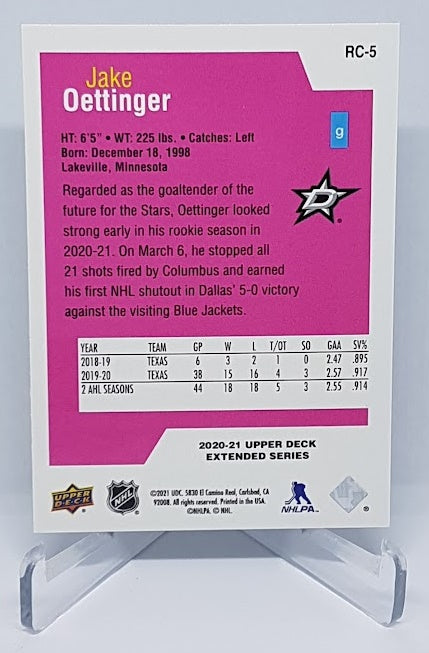 RC-5
Jake
Oettinger
HT: 6'5" • WT: 225 lbs. • Catches: Left
Born: December 18, 1998
Lakeville, Minnesota
g
Regarded as the goaltender of the
future for the Stars, Oettinger looked
strong early in his rookie season in
2020-21. On March 6, he stopped all
21 shots fired by Columbus and earned
his first NHL shutout in Dallas' 5-0 victory
against the visiting Blue Jackets.
D
YEAR TEAM GP W L T/OT SO GAA SV%
2018-19 TEXAS 6 3 2 1 0 2.47 .895
2019-20 TEXAS 38 15 16 4 3 2.57 .917
2 AHL SEASONS 44 18 18 5 3 2.55 .914
2020-21 UPPER DECK
EXTENDED SERIES
UPPER
DECK
NHL
©2021 UDC, 5830 El Camino Real, Carlsbad, CA
92008. All rights reserved. Printed in the USA.
©NHLPA. © NHL.
NHLPA